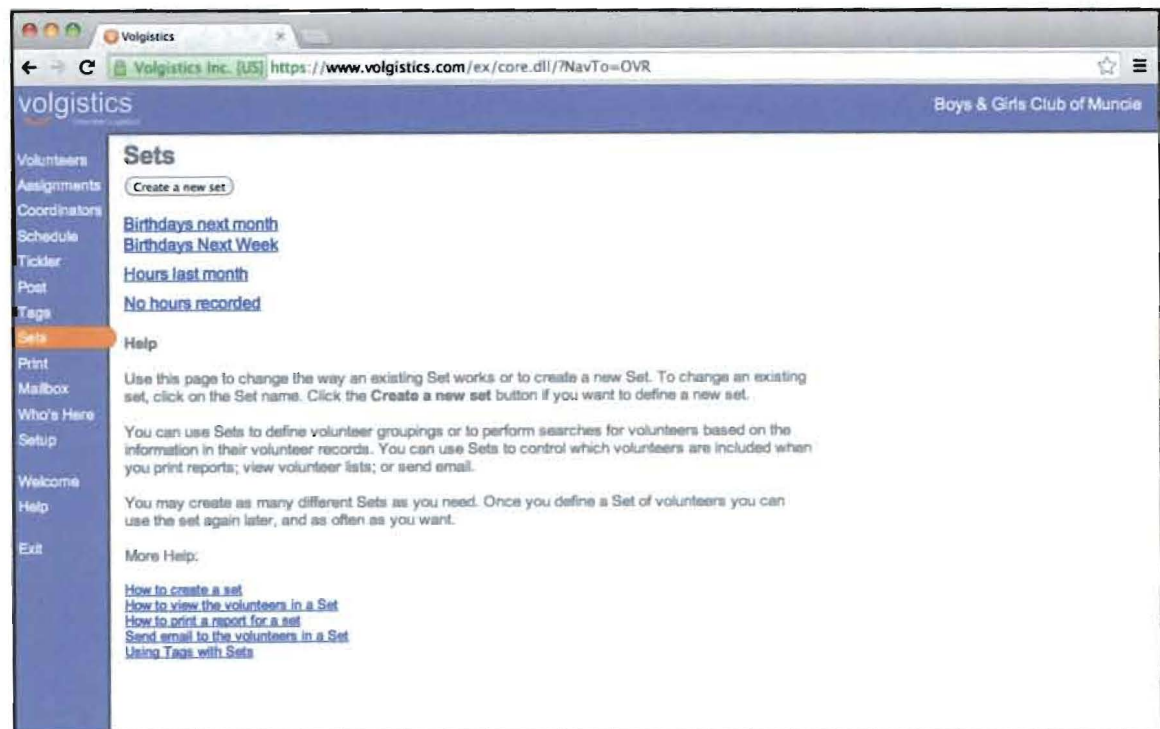 Volgistics
Volgistics Inc. [US] https://www.volgistics.com/ex/core.dll/?NavTo=OVR
volgistics
Boys & Girls Club of Muncie
Volunteers
Assignments
Coordinators
Schedule
Tickler
Post
Tags
Sets
Print
Mailbox
Who's Here
Setup
Welcome
Help
Exit
Sets
Create a new set
Birthdays next month
Birthdays Next Week
Hours last month
No hours recorded
Help
Use this page to change the way an existing Set works or to create a new Set. To change an existing
set, click on the Set name. Click the Create a new set button if you want to define a new set.
You can use Sets to define volunteer groupings or to perform searches for volunteers based on the
information in their volunteer records. You can use Sets to control which volunteers are included when
you print reports; view volunteer lists; or send email.
You may create as many different Sets as you need. Once you define a Set of volunteers you can
use the set again later, and as often as you want.
More Help:
How to create a set
How to view the volunteers in a Set
How to print a report for a set
Send email to the volunteers in a Set
Using Tags with Sets